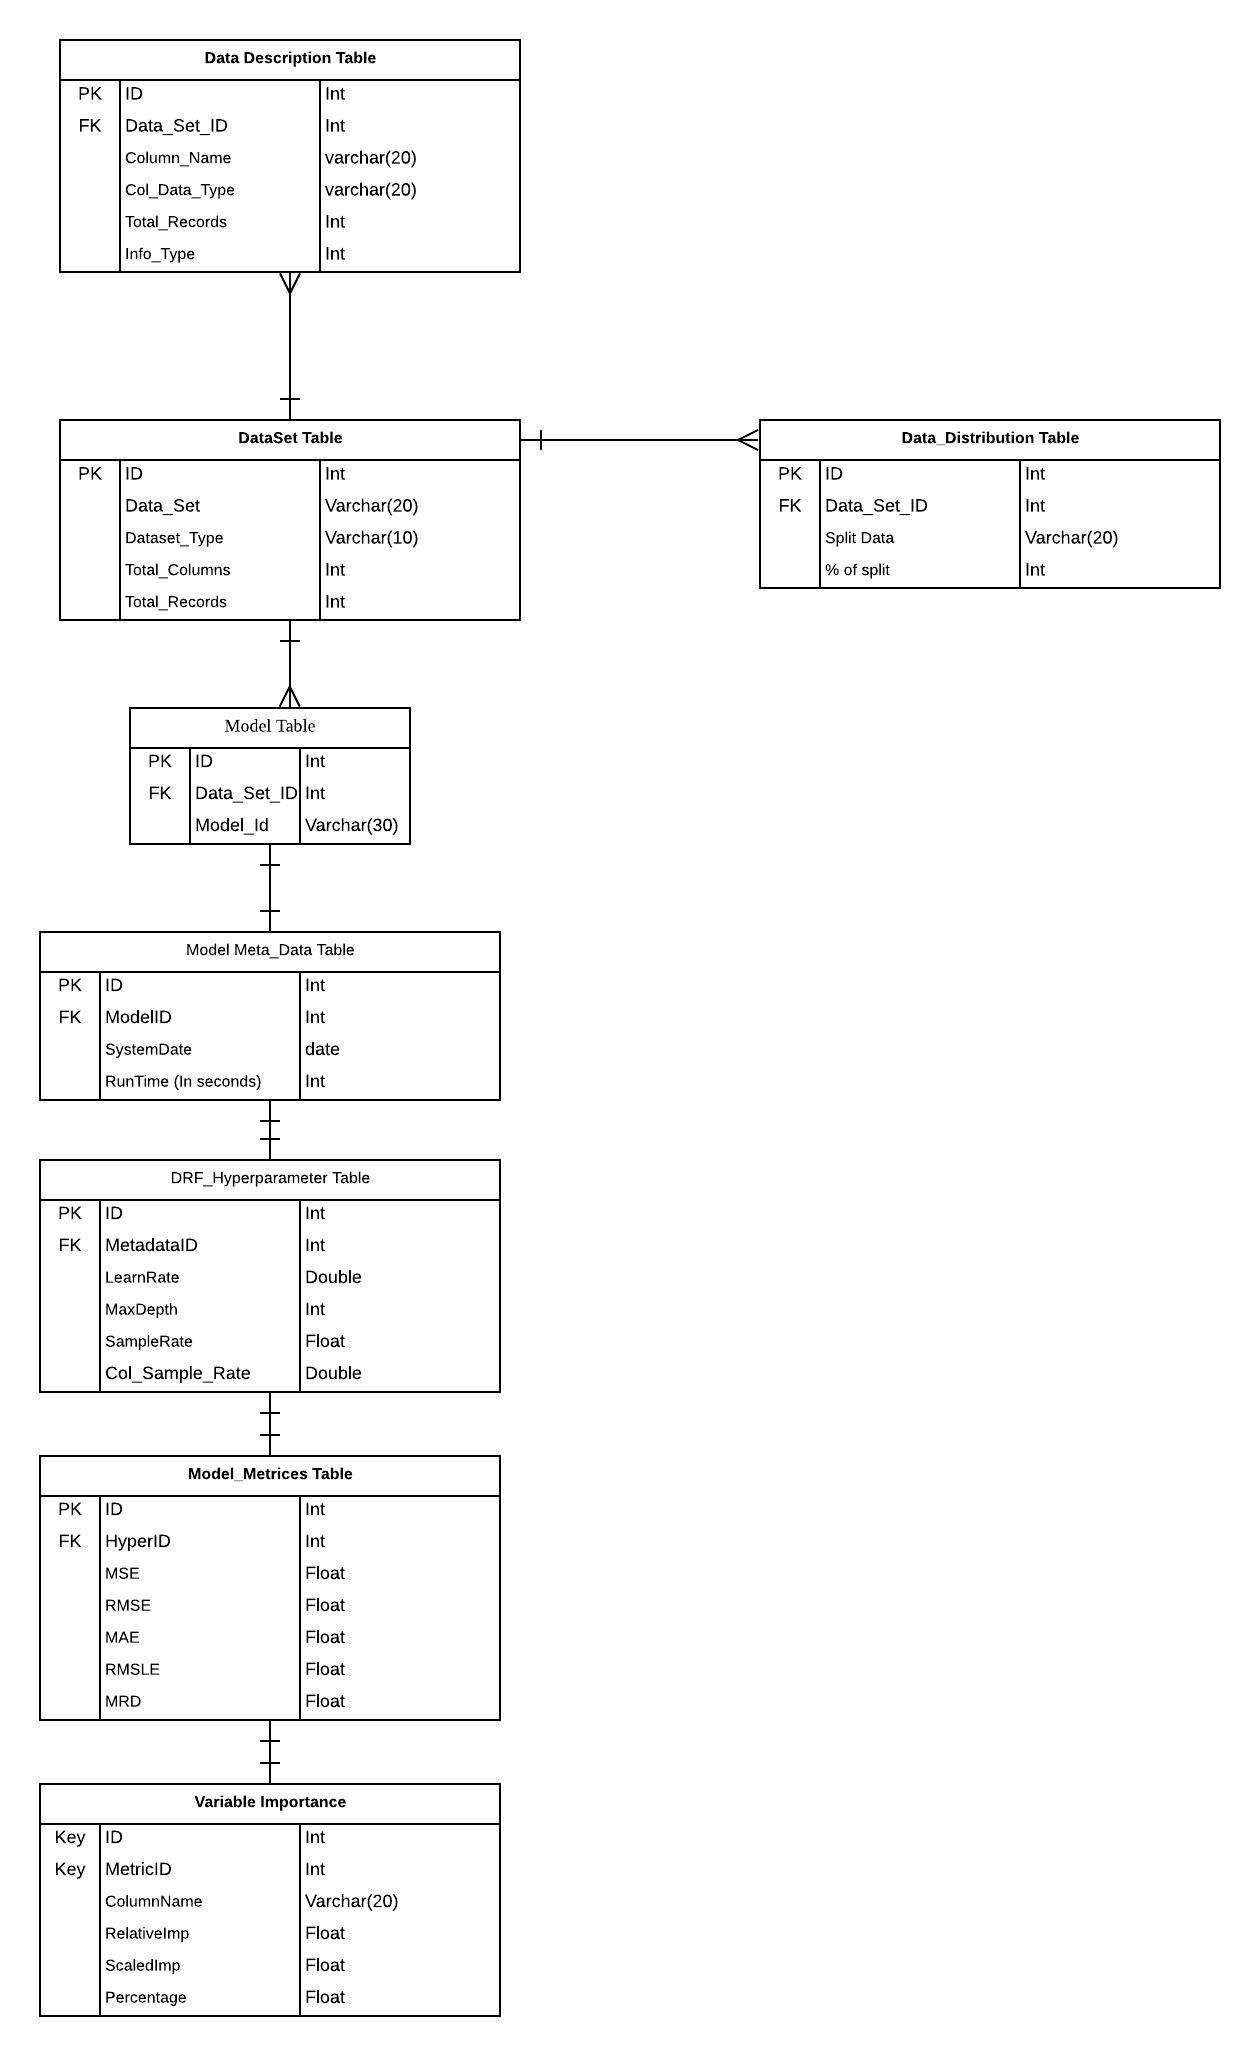 Data Description Table
PK ID Int
FK Data_Set_ID Int
Column_Name varchar(20)
Col_Data_Type varchar(20)
Total_Records Int
Info_Type Int
DataSet Table
PK ID Int
Data_Set Varchar(20)
Dataset_Type Varchar(10)
Total_Columns Int
Total_Records Int
Data_Distribution Table
PK ID Int
FK Data_Set_ID Int
Split Data Varchar(20)
% of split Int
Model Table
PK ID Int
FK Data_Set_ID Int
Model_Id Varchar(30)
Model Meta_Data Table
PK ID Int
FK ModelID Int
SystemDate date
RunTime (In seconds) Int
DRF_Hyperparameter Table
PK ID Int
FK MetadataID Int
LearnRate Double
MaxDepth Int
SampleRate Float
Col_Sample_Rate Double
Model_Metrices Table
PK ID Int
FK HyperID Int
MSE Float
RMSE Float
MAE Float
RMSLE Float
MRD Float
Variable Importance
Key ID Int
Key MetricID Int
ColumnName Varchar(20)
RelativeImp Float
ScaledImp Float
Percentage Float